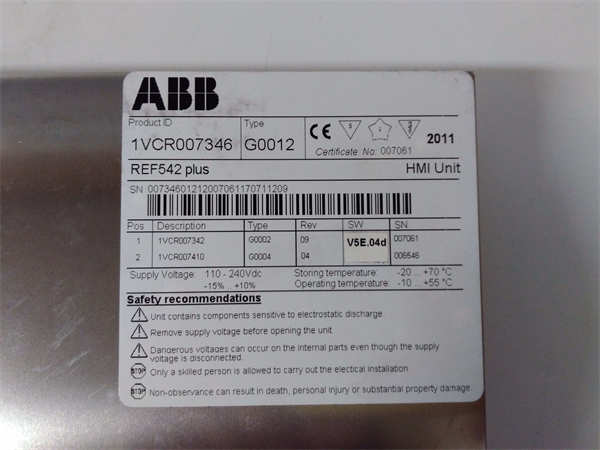 ABB
Product ID Type
1VCR007346 G0012 CE 2011
Certificate. No: 007061
REF542 plus HMI Unit
SN 00734601212007061170711209
Pos Description Type Rev SW SN
1 1VCR007342 G0002 09 V5E.04d 007061
2 1VCR007410 G0004 04 006546
Supply Voltage: 110 - 240Vdc Storing temperature: -20 ... +70 °C
-15% .. +10% Operating temperature: -10 ... +55 °C
Safety recommendations
Unit contains components sensitive to electrostatic discharge.
Remove supply voltage before opening the unit.
Dangerous voltages can occur on the internal parts even though the supply
voltage is disconnected.
STOP Only a skilled person is allowed to carry out the electical installation
STOP Non-observance can result in death, personal injury or substantial property damage.